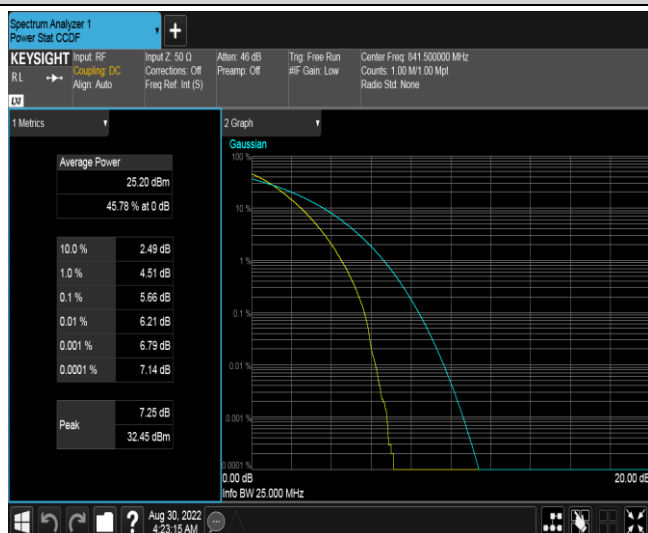 Spectrum Analyzer 1
Power Stat CCDF
+
KEYSIGHT
RL
LXI
Input: RF
Coupling: DC
Align: Auto
Input Z: 50 Ω
Corrections: Off
Freq Ref: Int (S)
Atten: 46 dB
Preamp: Off
Trig: Free Run
#IF Gain: Low
Center Freq: 841.500000 MHz
Counts: 1.00 M/1.00 Mpt
Radio Std: None
1 Metrics
Average Power
25.20 dBm
45.78 % at 0 dB
10.0 % 2.49 dB
1.0 % 4.51 dB
0.1 % 5.66 dB
0.01 % 6.21 dB
0.001 % 6.79 dB
0.0001 % 7.14 dB
Peak
7.25 dB
32.45 dBm
2 Graph
Gaussian
100 %
10 %
1 %
0.1 %
0.01 %
0.001 %
0.0001 %
0.00 dB
20.00 dB
Info BW 25.000 MHz
?
Aug 30, 2022
4:23:15 AM